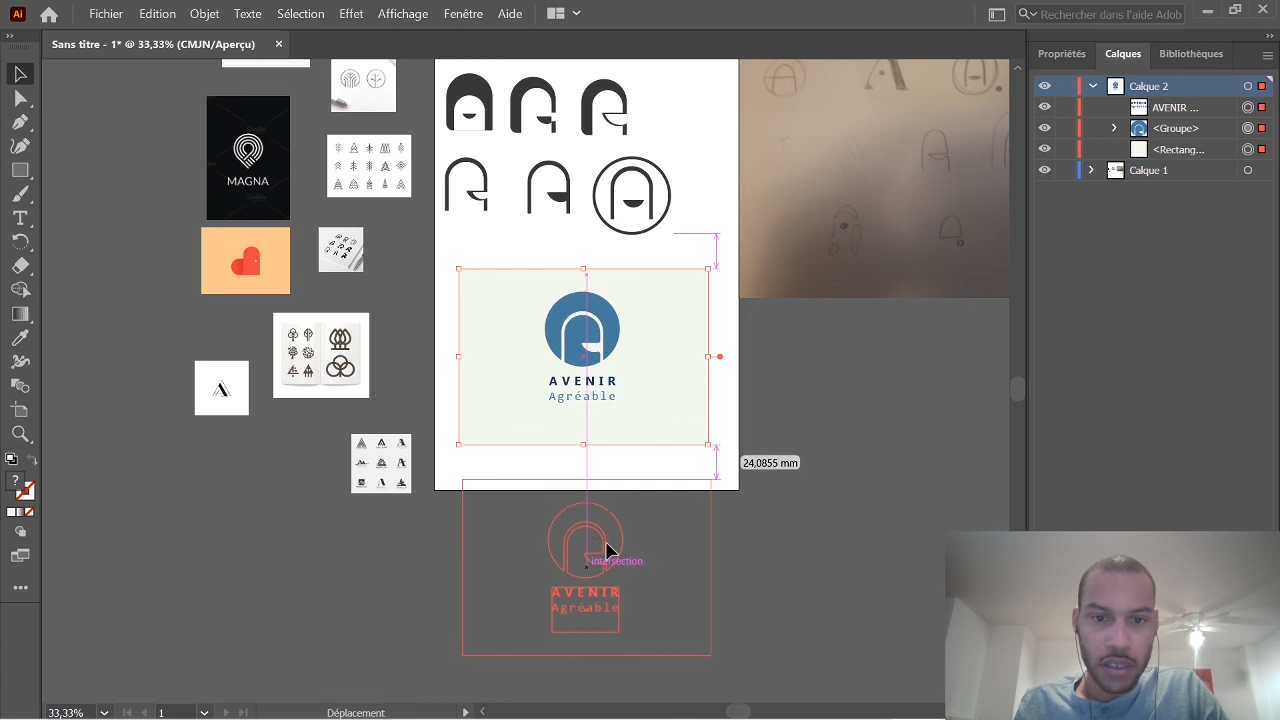 Ai
Fichier Edition Objet Texte Sélection Effet Affichage Fenêtre Aide
Rechercher dans l'aide Adob
Sans titre - 1* @ 33,33% (CMJN/Aperçu)
Propriétés Calques Bibliothèques
Calque 2
AVENIR ...
<Groupe>
<Rectang...
Calque 1
MAGNA
AVENIR
Agréable
24,0855 mm
intersection
AVENIR
Agréable
33,33% 1 Déplacement